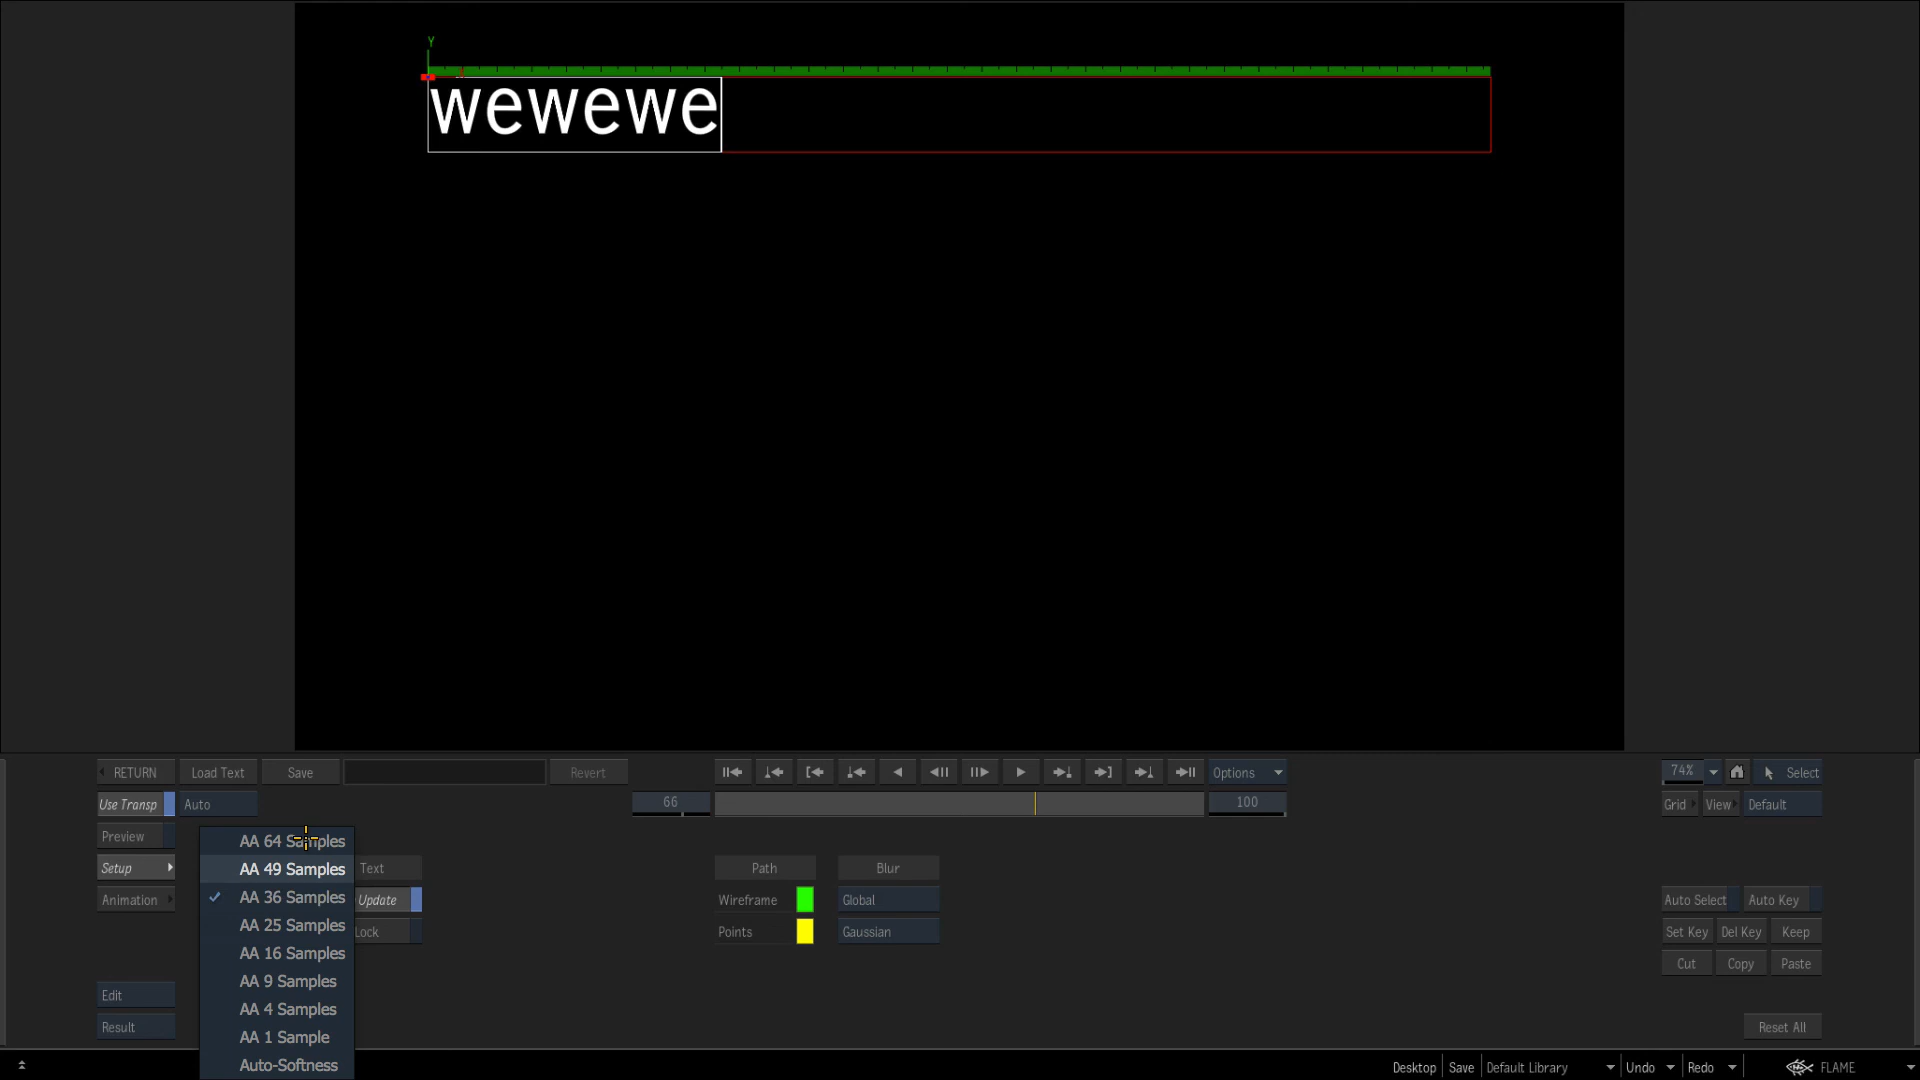 Y
wewewe
RETURN Load Text Save Revert Options 74% Select
Use Transp Auto 66 100 Grid View Default
Preview
AA 64 Samples
Setup AA 49 Samples Text Path Blur
Animation AA 36 Samples Update Wireframe Global Auto Select Auto Key
AA 25 Samples Lock Points Gaussian Set Key Del Key Keep
AA 16 Samples Cut Copy Paste
AA 9 Samples
Edit
AA 4 Samples
Result AA 1 Sample Reset All
Auto-Softness
Desktop Save Default Library Undo Redo FLAME